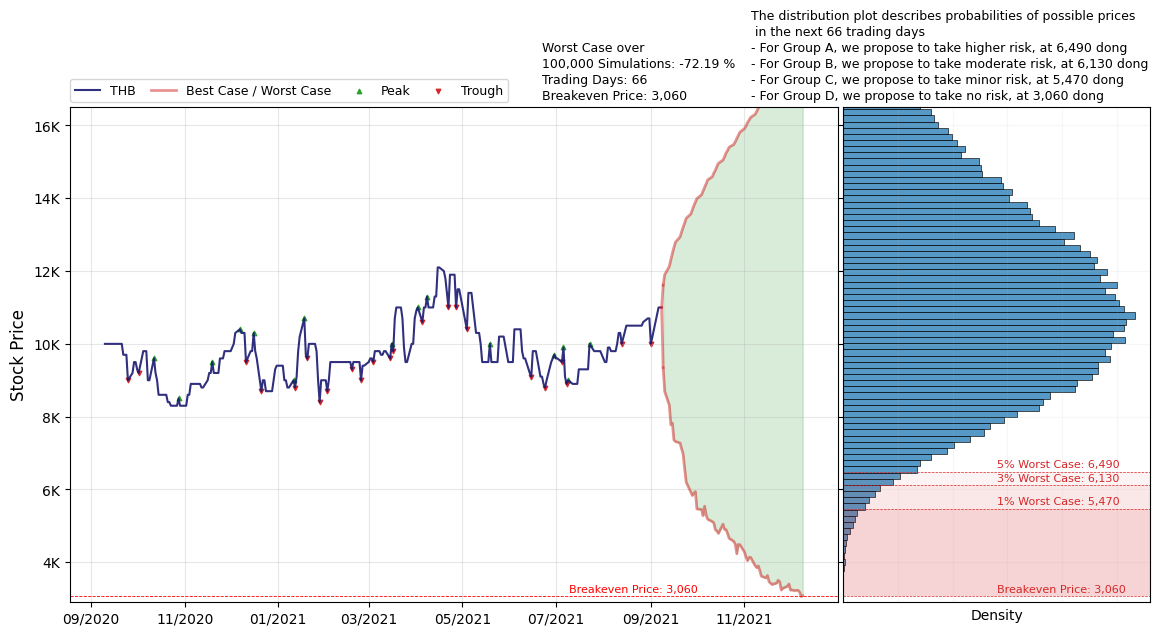 The distribution plot describes probabilities of possible prices
in the next 66 trading days
- For Group A, we propose to take higher risk, at 6,490 dong
- For Group B, we propose to take moderate risk, at 6,130 dong
- For Group C, we propose to take minor risk, at 5,470 dong
- For Group D, we propose to take no risk, at 3,060 dong
Worst Case over
100,000 Simulations: -72.19 %
Trading Days: 66
Breakeven Price: 3,060
THB
Best Case / Worst Case
Peak
Trough
Stock Price
16K
14K
12K
10K
8K
6K
4K
Breakeven Price: 3,060
09/2020
11/2020
01/2021
03/2021
05/2021
07/2021
09/2021
11/2021
5% Worst Case: 6,490
3% Worst Case: 6,130
1% Worst Case: 5,470
Breakeven Price: 3,060
Density